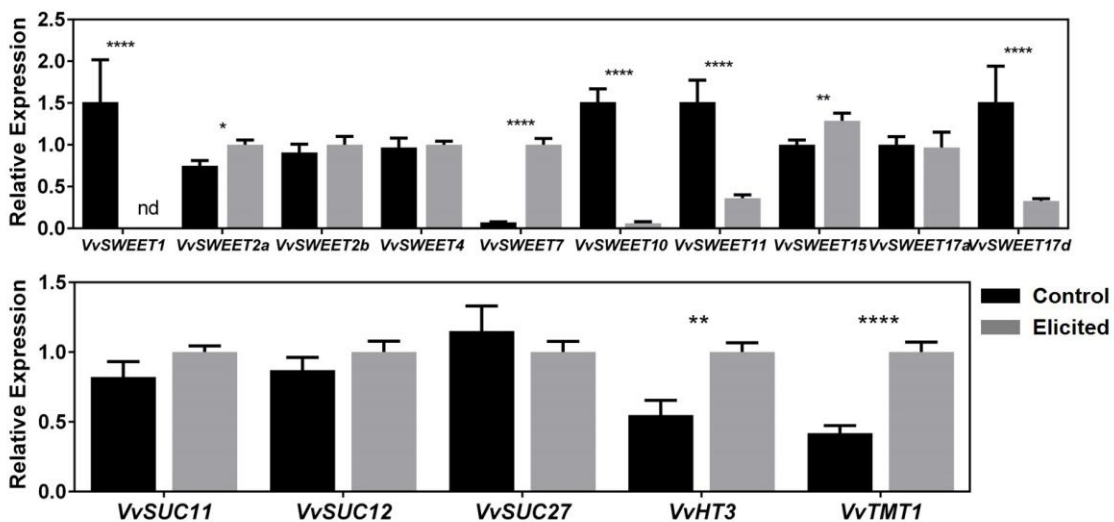 Relative Expression
2.5
2.0
1.5
1.0
0.5
0.0
****
nd
*
****
****
****
**
****
VvSWEET1 VvSWEET2a VvSWEET2b VvSWEET4 VvSWEET7 VvSWEET10 VvSWEET11 VvSWEET15 VvSWEET17a VvSWEET17d
Relative Expression
1.5
1.0
0.5
0.0
**
****
VvSUC11 VvSUC12 VvSUC27 VvHT3 VvTMT1
Control
Elicited